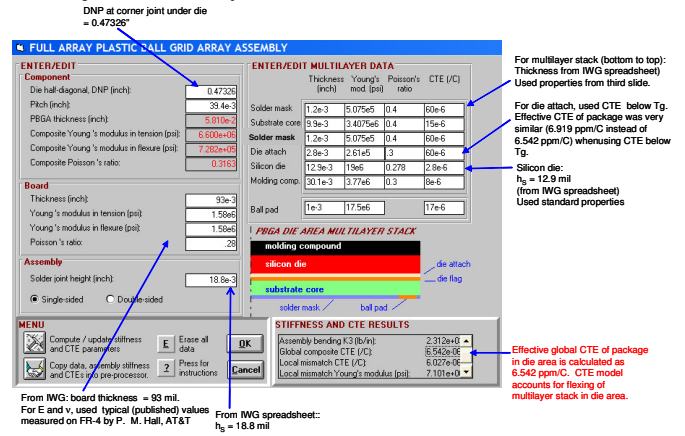 DNP at corner joint under die
= 0.47326"
FULL ARRAY PLASTIC BALL GRID ARRAY ASSEMBLY
ENTER/EDIT
Component
Die half-diagonal, DNP (inch): 0.47326
Pitch (inch): 39.4e-3
PBGA thickness (inch): 5.810e-2
Composite Young 's modulus in tension (psi): 6.600e+06
Composite Young 's modulus in flexure (psi): 7.282e+05
Composite Poisson 's ratio: 0.3163
Board
Thickness (inch): 93e-3
Young 's modulus in tension (psi): 1.58e6
Young 's modulus in flexure (psi): 1.58e6
Poisson 's ratio: .28
Assembly
Solder joint height (inch): 18.8e-3
Single-sided Double-sided
ENTER/EDIT MULTILAYER DATA
Thickness Young's Poisson's CTE (/C)
(inch) mod. (psi) ratio
Solder mask 1.2e-3 5.075e5 0.4 60e-6
Substrate core 9.9e-3 3.4075e6 0.4 15e-6
Solder mask 1.2e-3 5.075e5 0.4 60e-6
Die attach 2.8e-3 2.61e5 .3 60e-6
Silicon die 12.9e-3 19e6 0.278 2.8e-6
Molding comp. 30.1e-3 3.77e6 0.3 8e-6
Ball pad 1e-3 17.5e6 17e-6
PBGA DIE AREA MULTILAYER STACK
molding compound
silicon die
die attach
die flag
substrate core
solder mask ball pad
MENU
Compute / update stiffness
and CTE parameters
E Erase all
data
OK
Copy data, assembly stiffness
and CTEs into pre-processor.
? Press for
instructions
Cancel
STIFFNESS AND CTE RESULTS
Assembly bending K3 (lb/in): 2.312e+0
Global composite CTE (/C): 6.542e-06
Local mismatch CTE (/C): 6.027e-06
Local mismatch Young's modulus (psi): 7.101e+0
For multilayer stack (bottom to top):
Thickness from IWG spreadsheet)
Used properties from third slide.
For die attach, used CTE below Tg.
Effective CTE of package was very
similar (6.919 ppm/C instead of
6.542 ppm/C) whenusing CTE below
Tg.
Silicon die:
hS = 12.9 mil
(from IWG spreadsheet)
Used standard properties
Effective global CTE of package
in die area is calculated as
6.542 ppm/C. CTE model
accounts for flexing of
multilayer stack in die area.
From IWG: board thickness = 93 mil.
For E and ν, used typical (published) values
measured on FR-4 by P. M. Hall, AT&T
From IWG spreadsheet::
hS = 18.8 mil